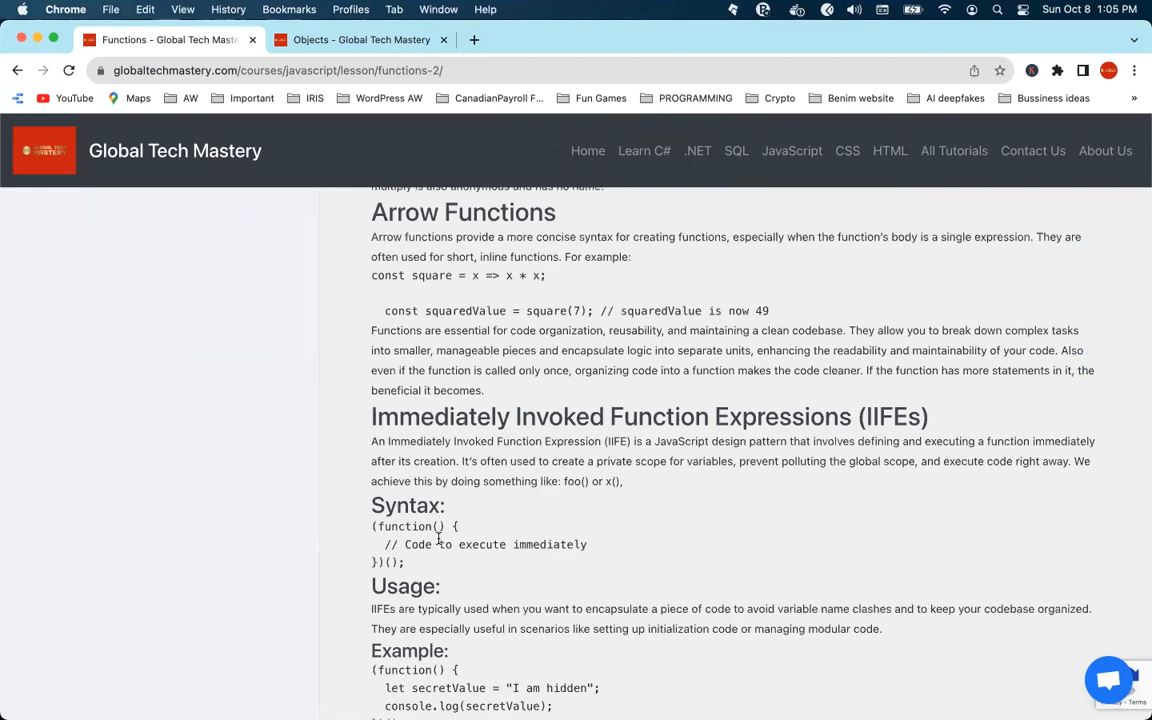 Chrome File Edit View History Bookmarks Profiles Tab Window Help Sun Oct 8 1:05 PM
Functions - Global Tech Maste Objects - Global Tech Mastery
globaltechmastery.com/courses/javascript/lesson/functions-2/
YouTube Maps AW Important IRIS WordPress AW CanadianPayroll F... Fun Games PROGRAMMING Crypto Benim website AI deepfakes Bussiness ideas »
GLOBAL TECH
MASTERY
Global Tech Mastery Home Learn C# .NET SQL JavaScript CSS HTML All Tutorials Contact Us About Us
multiply is also anonymous and has no name.
Arrow Functions
Arrow functions provide a more concise syntax for creating functions, especially when the function's body is a single expression. They are
often used for short, inline functions. For example:
const square = x => x * x;
const squaredValue = square(7); // squaredValue is now 49
Functions are essential for code organization, reusability, and maintaining a clean codebase. They allow you to break down complex tasks
into smaller, manageable pieces and encapsulate logic into separate units, enhancing the readability and maintainability of your code. Also
even if the function is called only once, organizing code into a function makes the code cleaner. If the function has more statements in it, the
beneficial it becomes.
Immediately Invoked Function Expressions (IIFEs)
An Immediately Invoked Function Expression (IIFE) is a JavaScript design pattern that involves defining and executing a function immediately
after its creation. It's often used to create a private scope for variables, prevent polluting the global scope, and execute code right away. We
achieve this by doing something like: foo() or x(),
Syntax:
(function() {
// Code to execute immediately
})();
Usage:
IIFEs are typically used when you want to encapsulate a piece of code to avoid variable name clashes and to keep your codebase organized.
They are especially useful in scenarios like setting up initialization code or managing modular code.
Example:
(function() {
let secretValue = "I am hidden";
console.log(secretValue);
- Terms